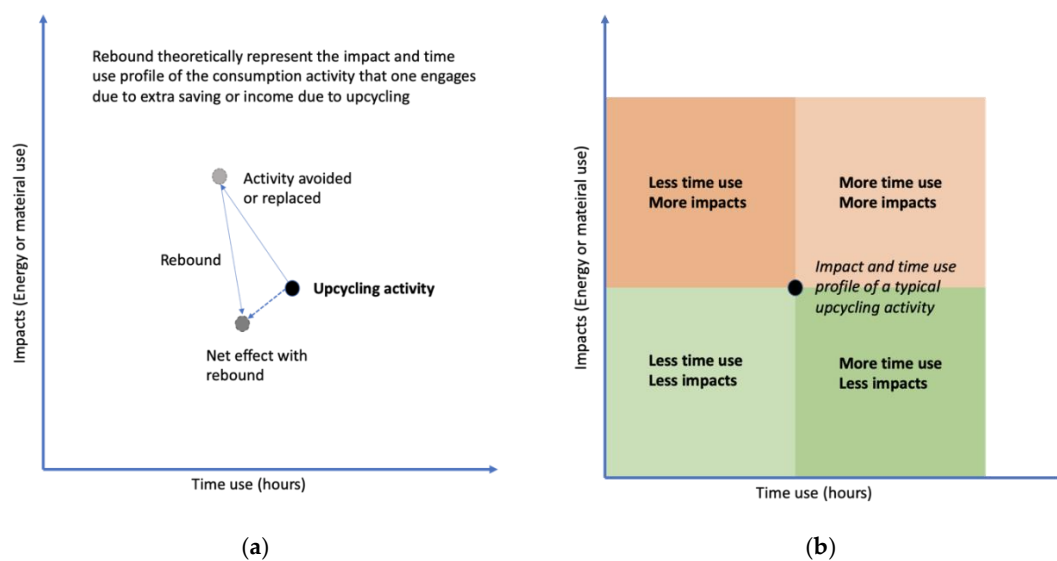 Rebound theoretically represent the impact and time
use profile of the consumption activity that one engages
due to extra saving or income due to upcycling
Impacts (Energy or mateiral use)
Activity avoided
or replaced
Rebound
Upcycling activity
Net effect with
rebound
Time use (hours)
(a)
Impacts (Energy or mateiral use)
Less time use
More impacts
More time use
More impacts
Impact and time use
profile of a typical
upcycling activity
Less time use
Less impacts
More time use
Less impacts
Time use (hours)
(b)